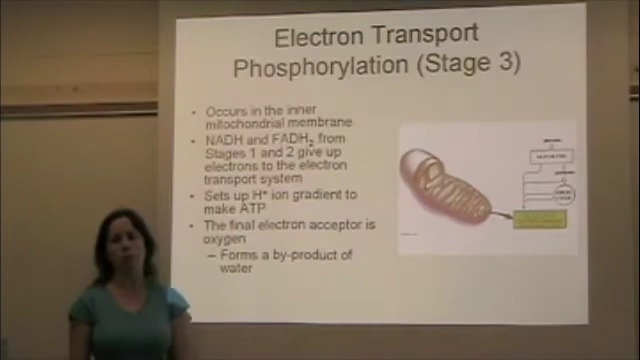 Electron Transport
Phosphorylation (Stage 3)
• Occurs in the inner
mitochondrial membrane
• NADH and FADH₂ from
Stages 1 and 2 give up
electrons to the electron
transport system
• Sets up H⁺ ion gradient to
make ATP
• The final electron acceptor is
oxygen
– Forms a by-product of
water